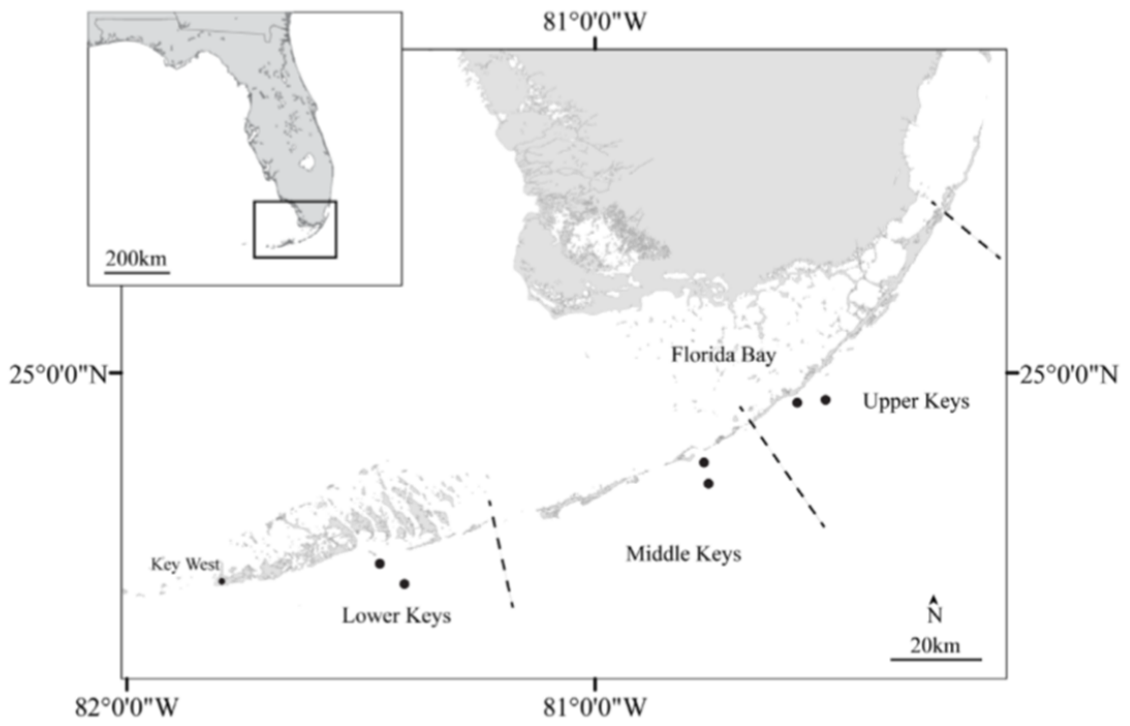 81°0'0"W
200km
Florida Bay
25°0'0"N
25°0'0"N
Upper Keys
Middle Keys
Key West
Lower Keys
N
20km
82°0'0"W
81°0'0"W